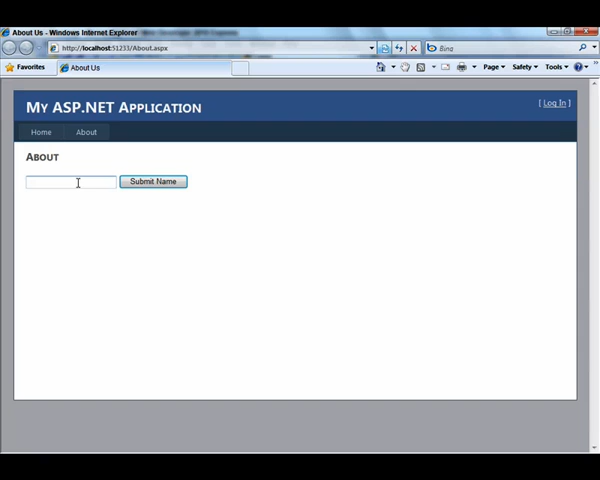 About Us - Windows Internet Explorer
http://localhost:51233/About.aspx
Bing
Favorites
About Us
Page
Safety
Tools
MY ASP.NET APPLICATION
[ Log In ]
Home
About
ABOUT
Submit Name